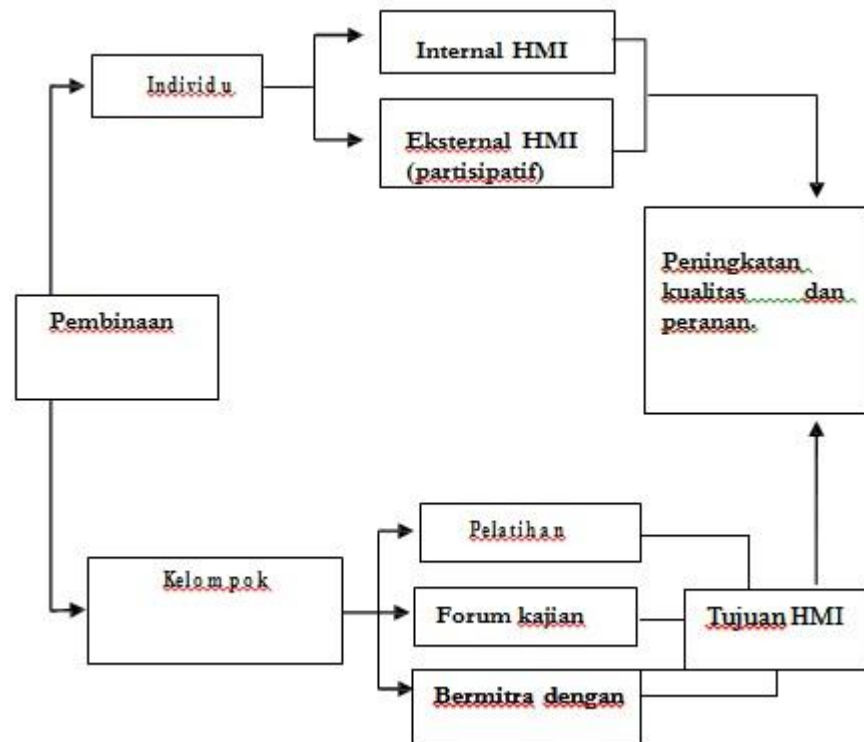 Internal HMI
Individu
Eksternal HMI
(partisipatif)
Peningkatan
kualitas dan
peranan.
Pembinaan
Pelatihan
Kelompok
Forum kajian
Tujuan HMI
Bermitra dengan